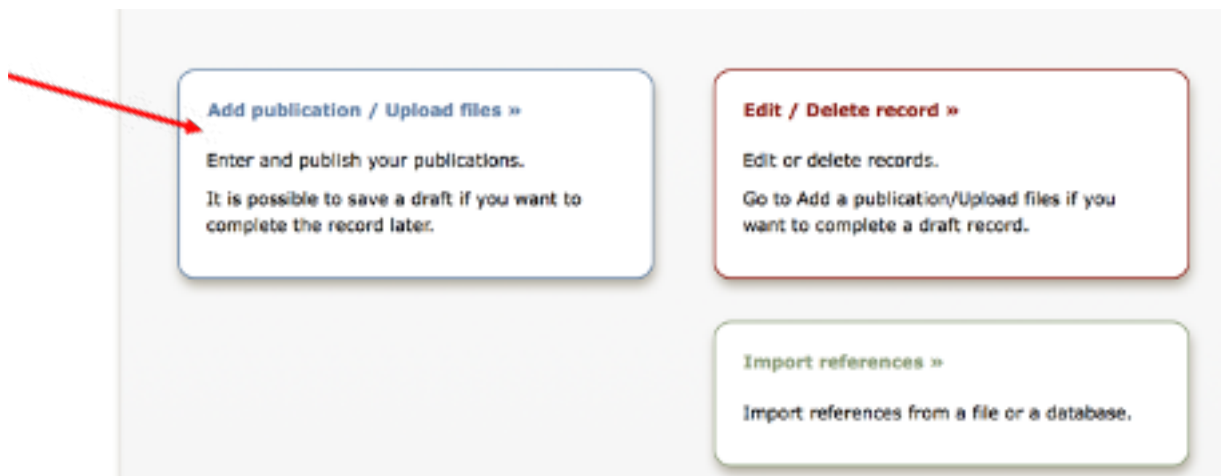 Add publication / Upload files »
Enter and publish your publications.
It is possible to save a draft if you want to
complete the record later.
Edit / Delete record »
Edit or delete records.
Go to Add a publication/Upload files if you
want to complete a draft record.
Import references »
Import references from a file or a database.